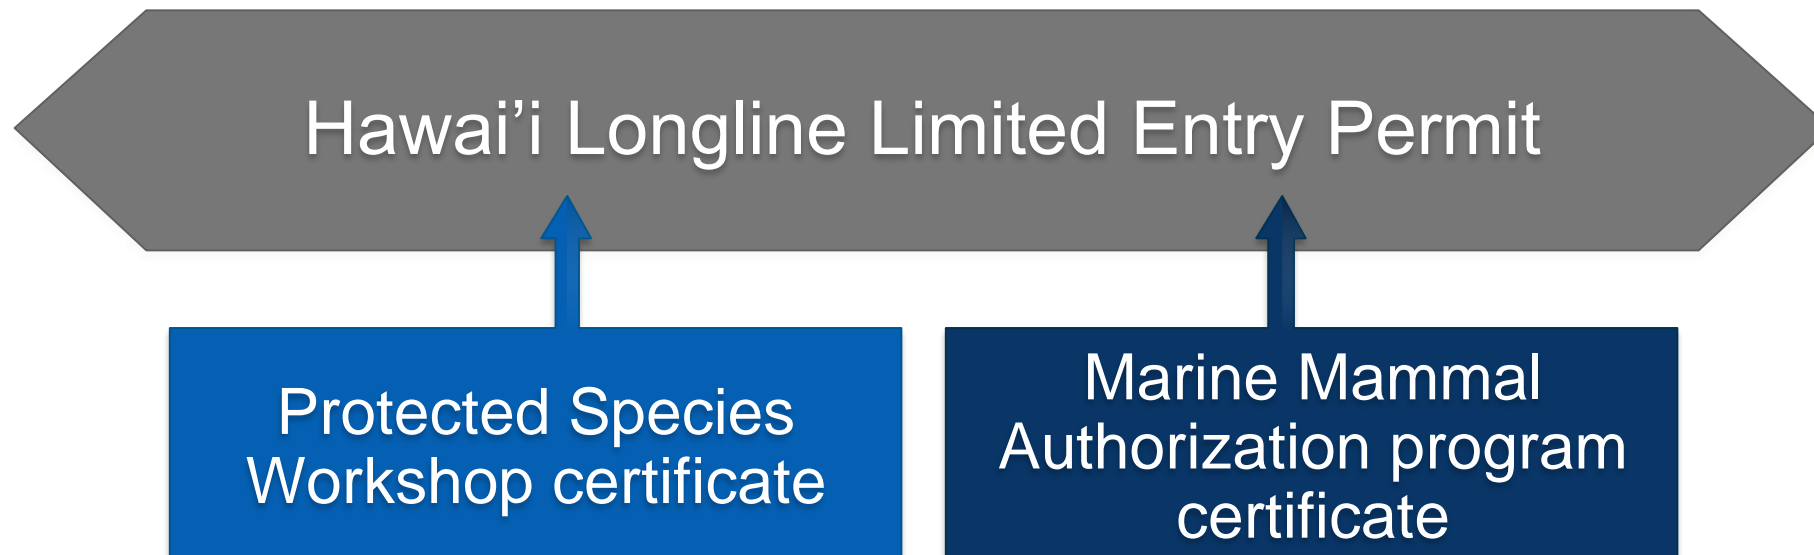 Hawai’i Longline Limited Entry Permit
Protected Species
Workshop certificate
Marine Mammal
Authorization program
certificate